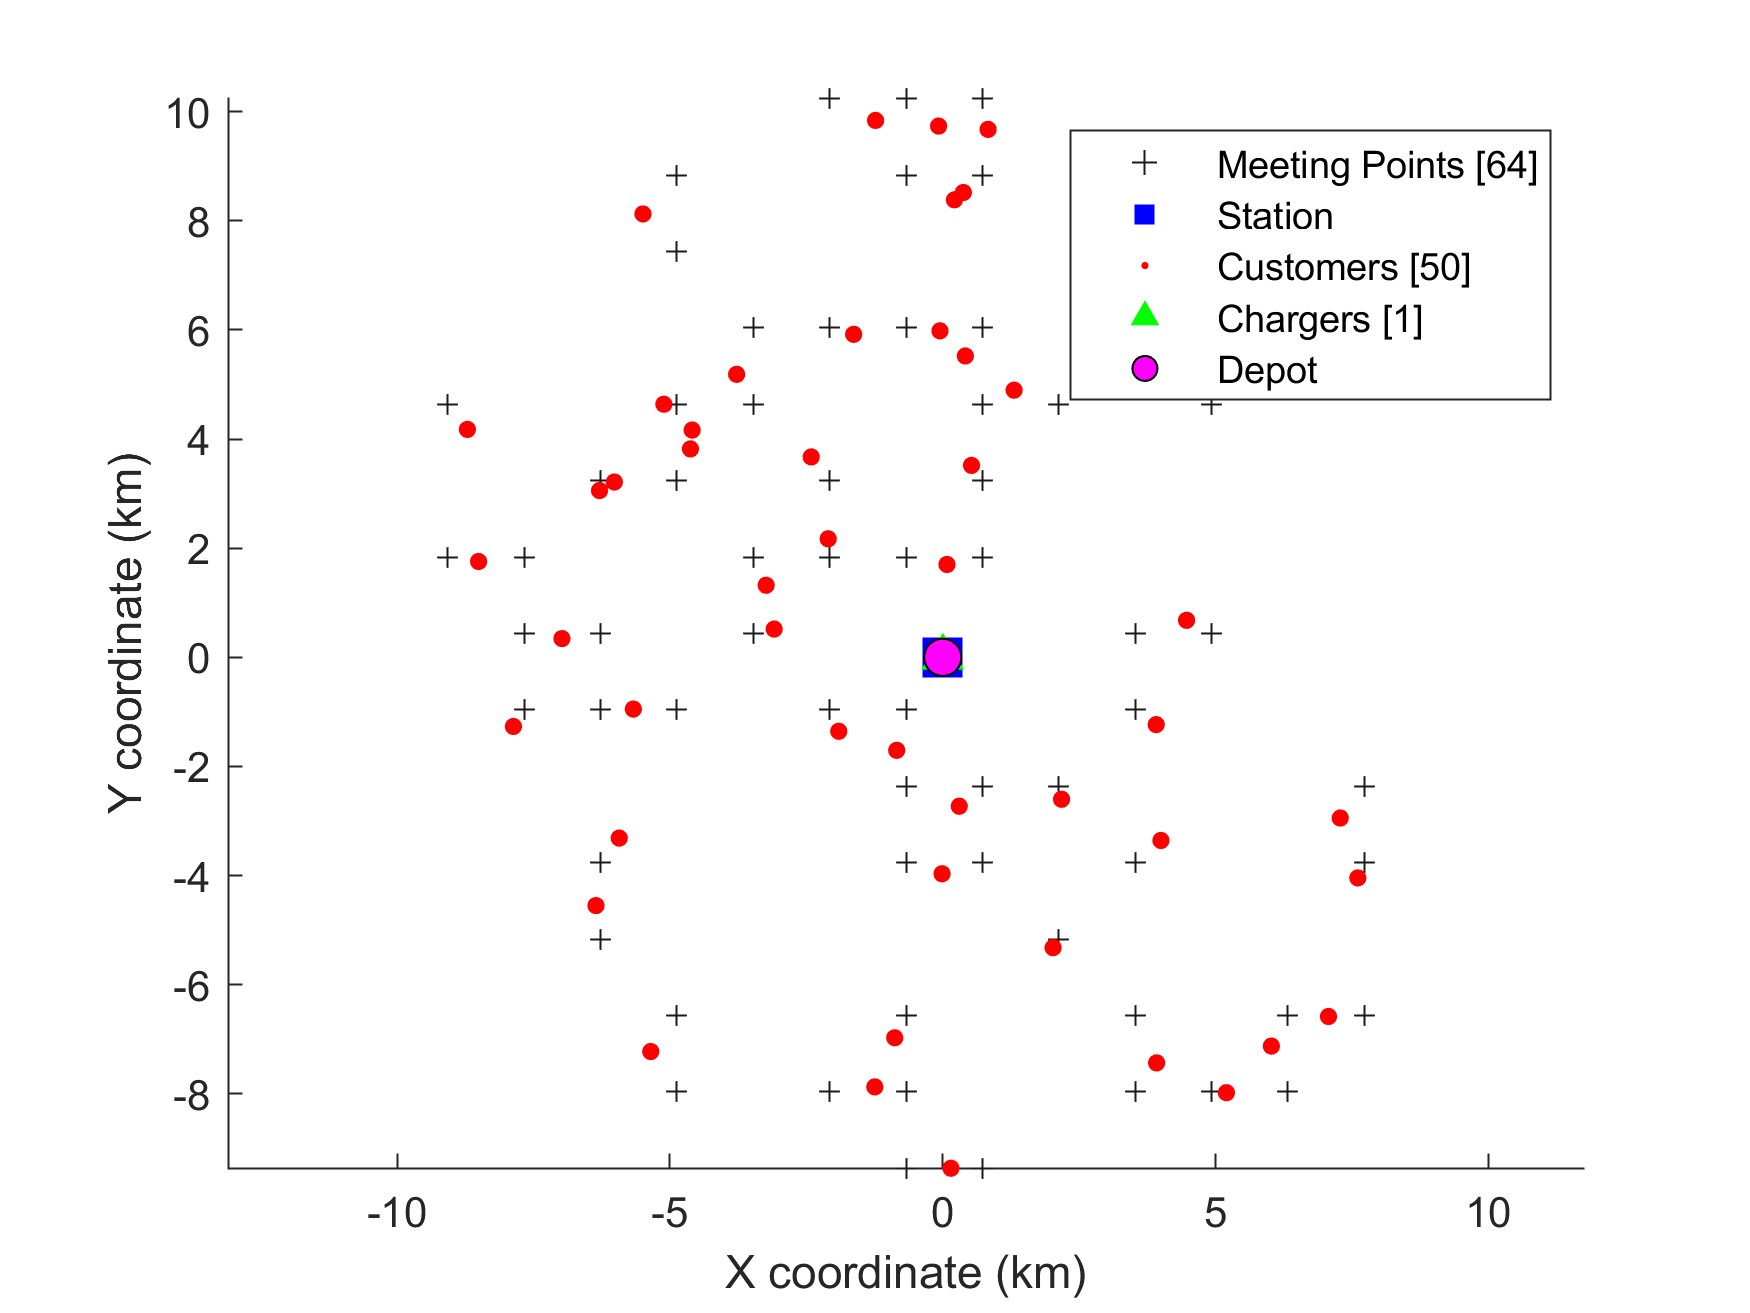 10
8
6
4
2
0
-2
-4
-6
-8
Y coordinate (km)
Meeting Points [64]
Station
Customers [50]
Chargers [1]
Depot
-10 -5 0 5 10
X coordinate (km)